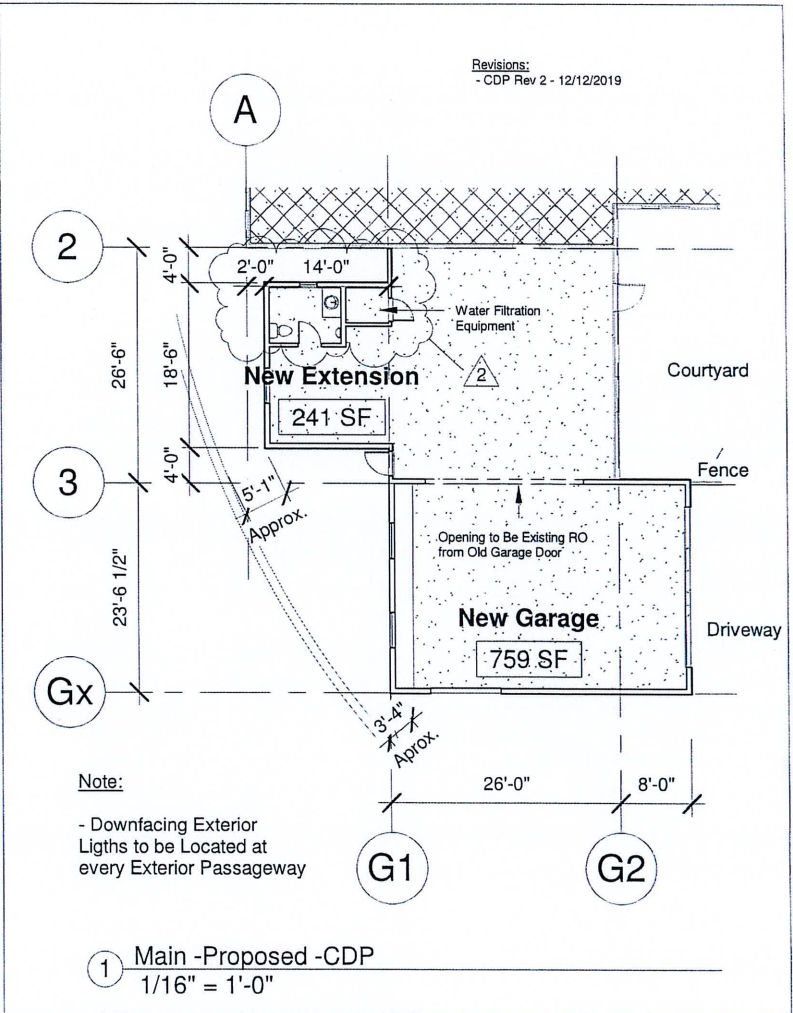 Revisions:
- CDP Rev 2 - 12/12/2019
A
2
4'-0"
2'-0"
14'-0"
Water Filtration
Equipment
26'-6"
18'-6"
New Extension
2
Courtyard
241 SF
4'-0"
3
Fence
5'-1"
Approx.
Opening to Be Existing RO
from Old Garage Door
23'-6 1/2"
New Garage
Driveway
759 SF
Gx
3'-4"
Aprox.
Note:
26'-0"
8'-0"
- Downfacing Exterior
Ligths to be Located at
every Exterior Passageway
G1
G2
1
Main -Proposed -CDP
1/16" = 1'-0"